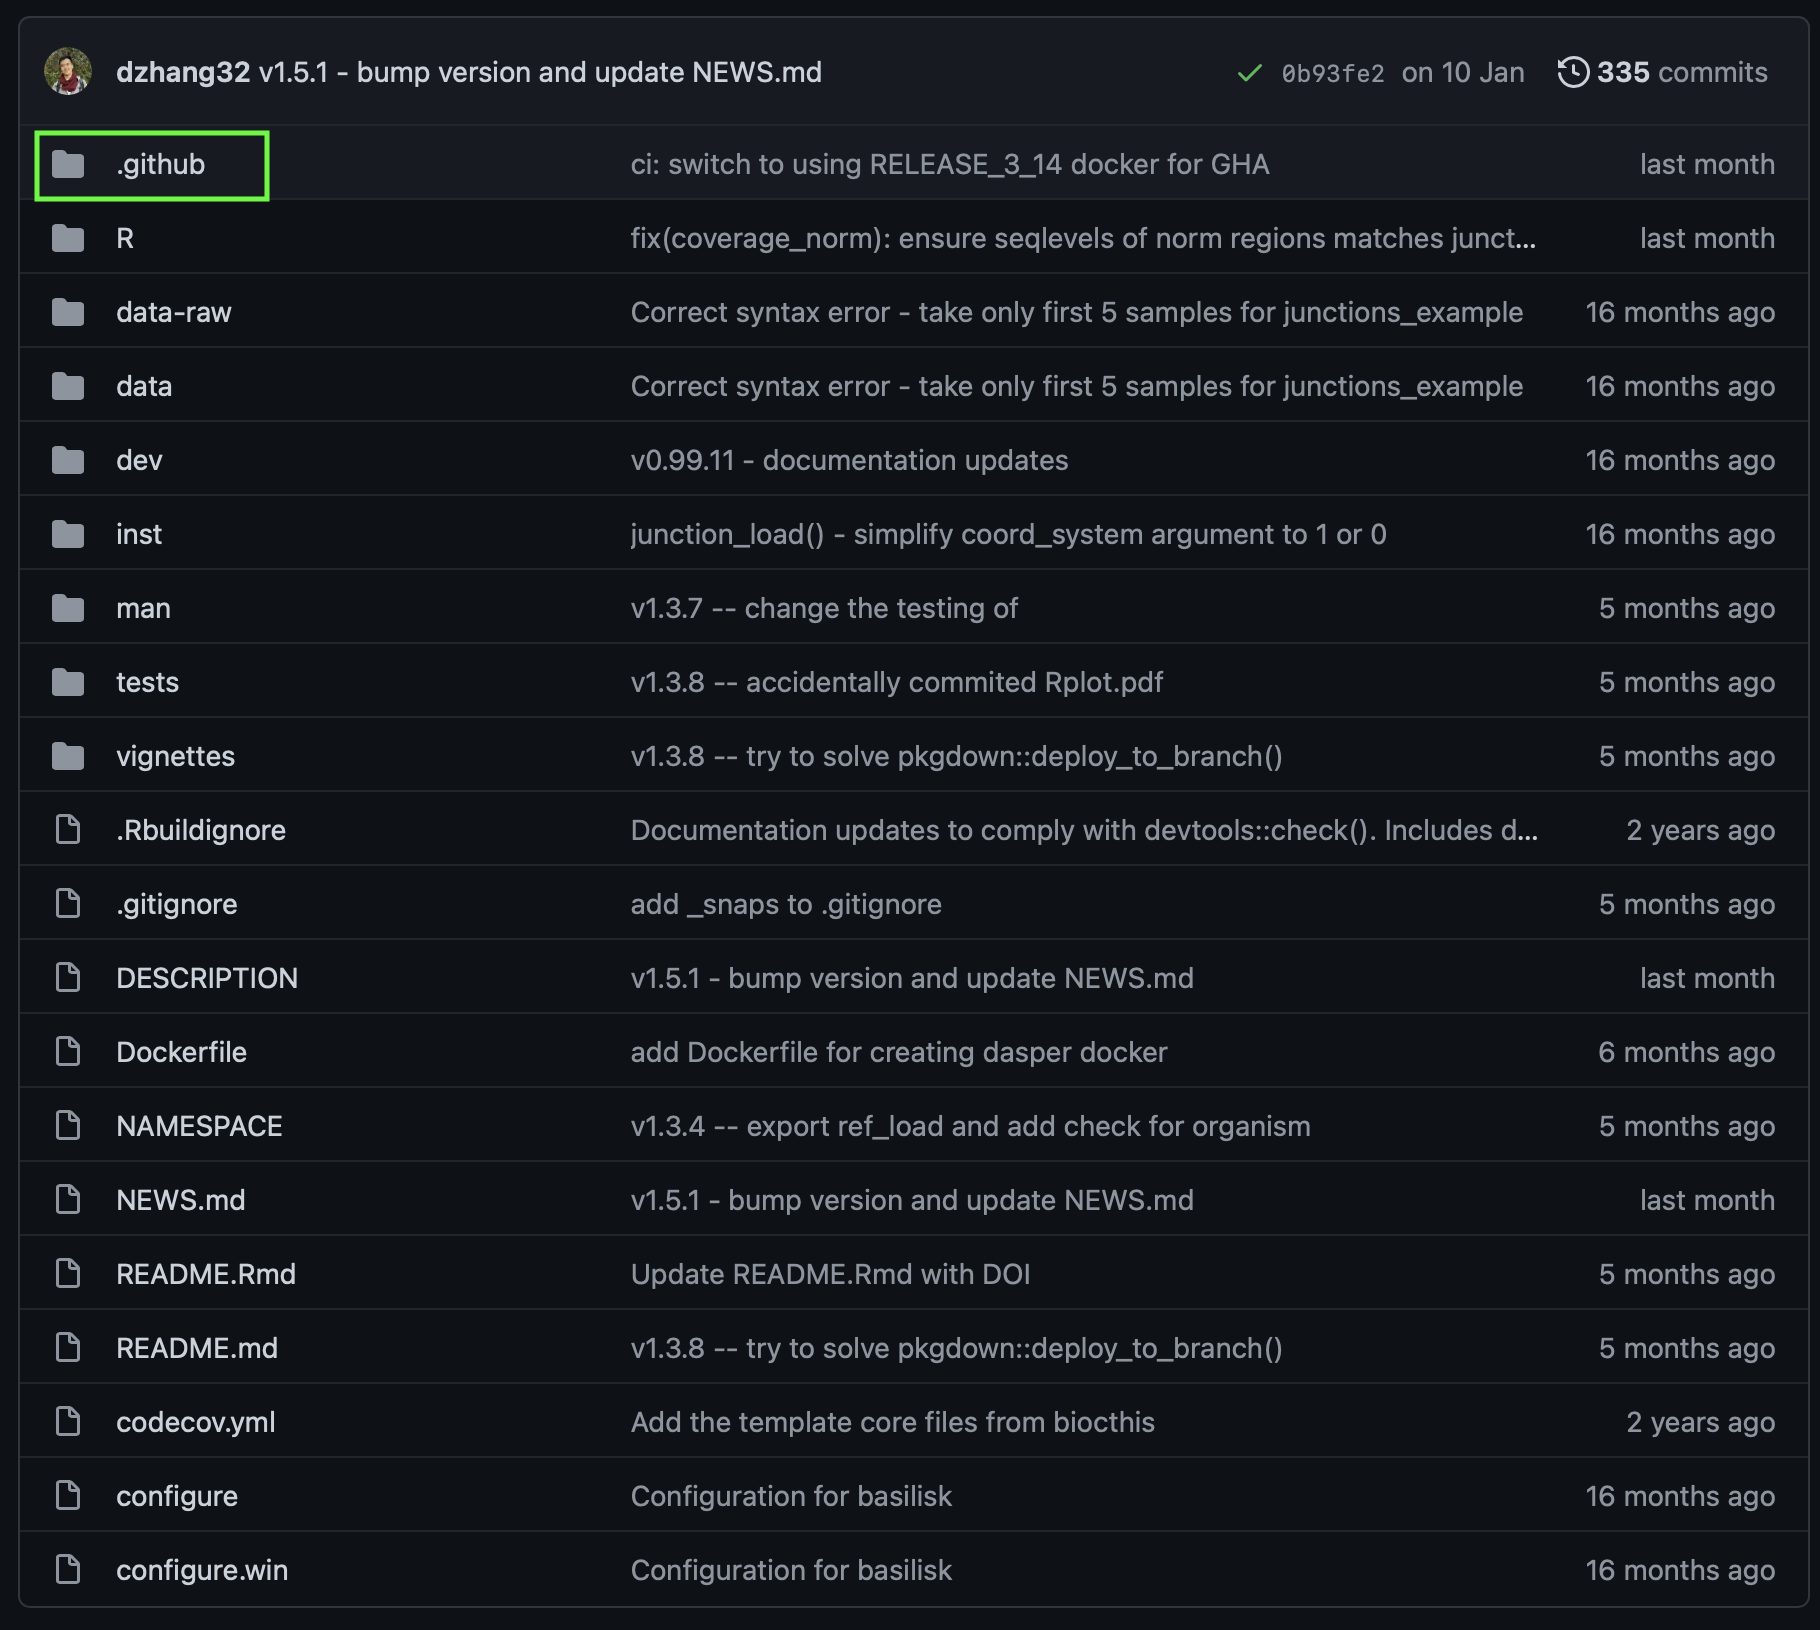 dzhang32 v1.5.1 - bump version and update NEWS.md 0b93fe2 on 10 Jan 335 commits
.github ci: switch to using RELEASE_3_14 docker for GHA last month
R fix(coverage_norm): ensure seqlevels of norm regions matches junct... last month
data-raw Correct syntax error - take only first 5 samples for junctions_example 16 months ago
data Correct syntax error - take only first 5 samples for junctions_example 16 months ago
dev v0.99.11 - documentation updates 16 months ago
inst junction_load() - simplify coord_system argument to 1 or 0 16 months ago
man v1.3.7 -- change the testing of 5 months ago
tests v1.3.8 -- accidentally commited Rplot.pdf 5 months ago
vignettes v1.3.8 -- try to solve pkgdown::deploy_to_branch() 5 months ago
.Rbuildignore Documentation updates to comply with devtools::check(). Includes d... 2 years ago
.gitignore add _snaps to .gitignore 5 months ago
DESCRIPTION v1.5.1 - bump version and update NEWS.md last month
Dockerfile add Dockerfile for creating dasper docker 6 months ago
NAMESPACE v1.3.4 -- export ref_load and add check for organism 5 months ago
NEWS.md v1.5.1 - bump version and update NEWS.md last month
README.Rmd Update README.Rmd with DOI 5 months ago
README.md v1.3.8 -- try to solve pkgdown::deploy_to_branch() 5 months ago
codecov.yml Add the template core files from biocthis 2 years ago
configure Configuration for basilisk 16 months ago
configure.win Configuration for basilisk 16 months ago